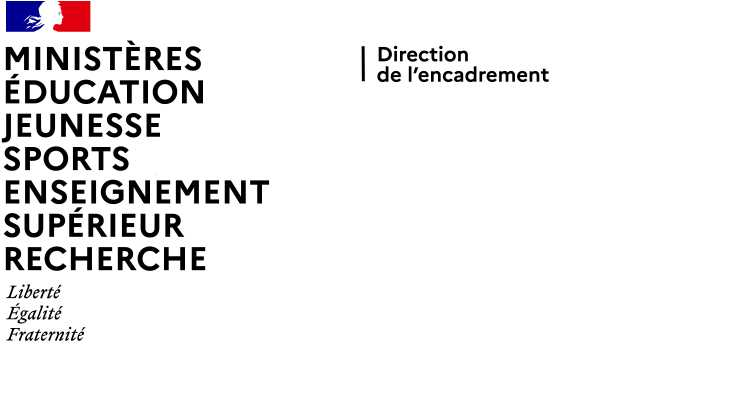 MINISTÈRES
ÉDUCATION
JEUNESSE
SPORTS
ENSEIGNEMENT
SUPÉRIEUR
RECHERCHE
Liberté
Égalité
Fraternité
Direction
de l’encadrement